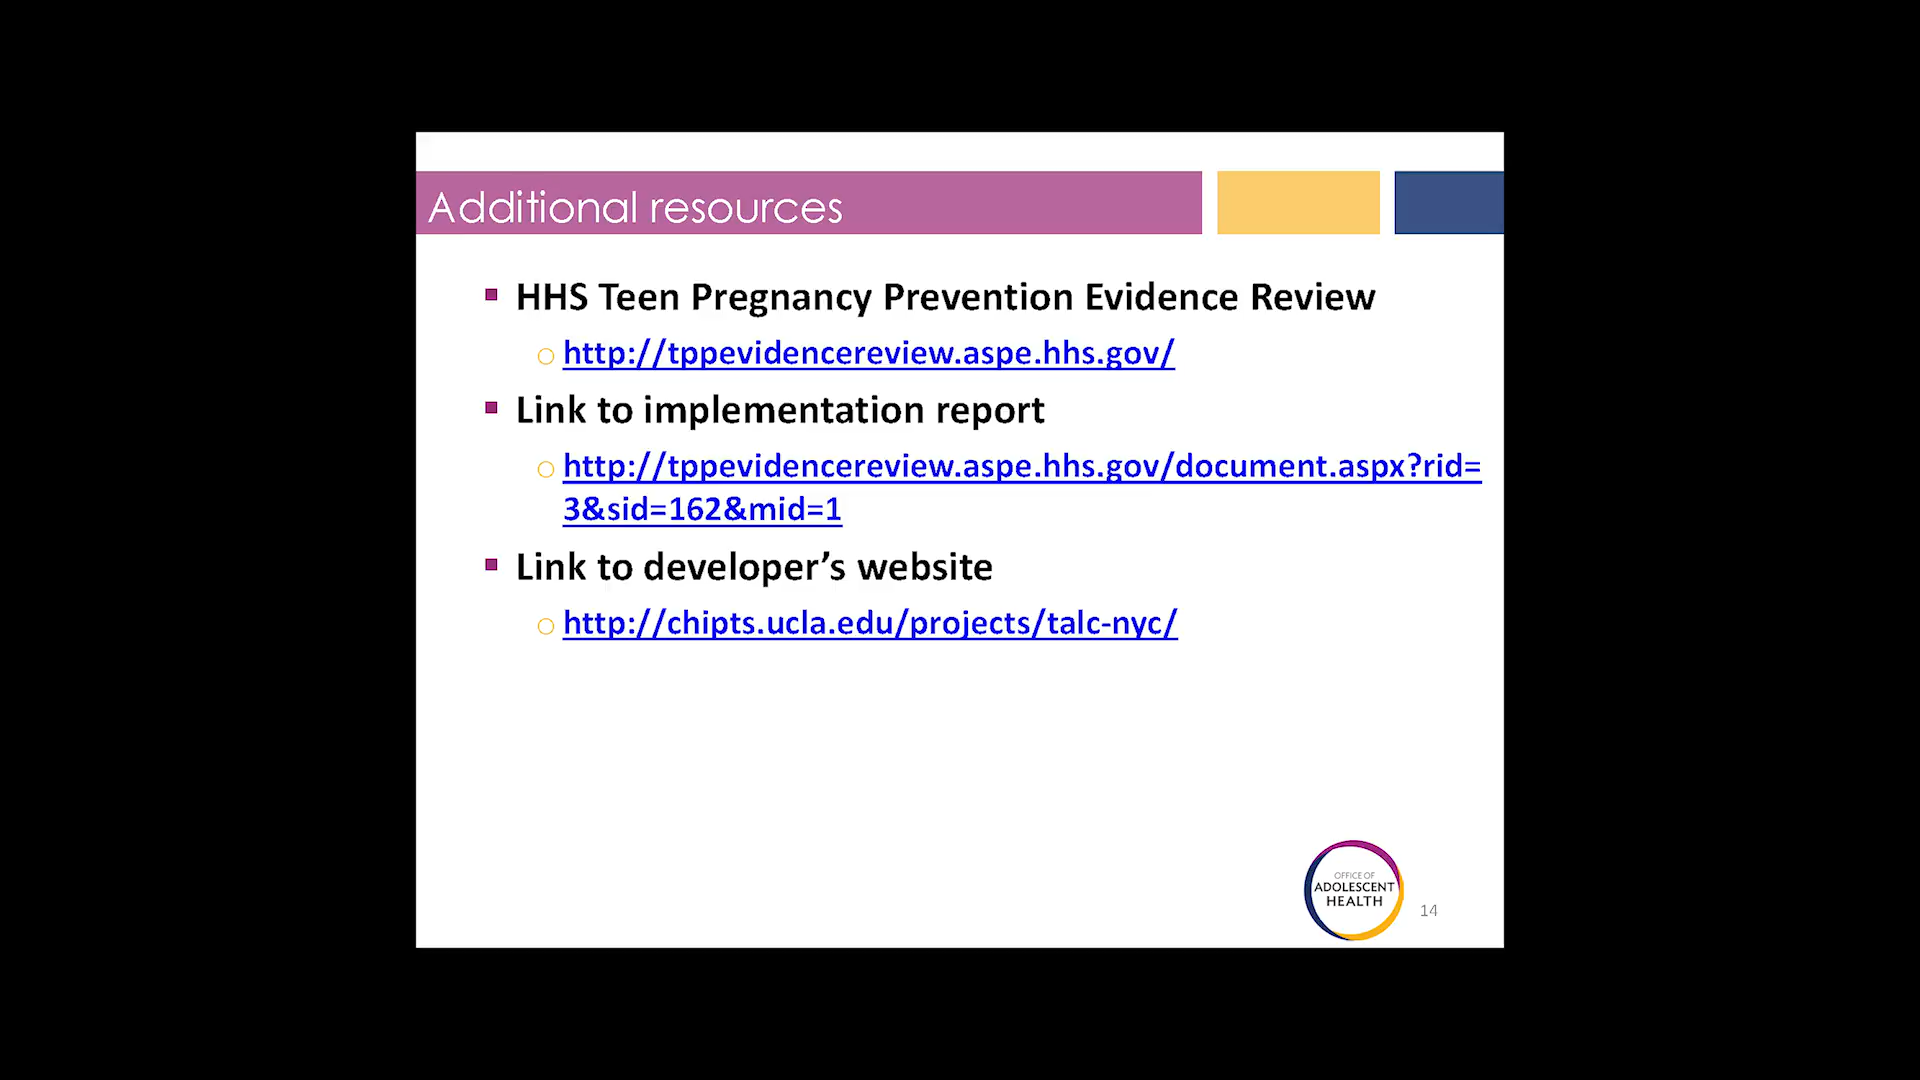 Additional resources
HHS Teen Pregnancy Prevention Evidence Review
http://tppevidencereview.aspe.hhs.gov/
Link to implementation report
http://tppevidencereview.aspe.hhs.gov/document.aspx?rid=
3&sid=162&mid=1
Link to developer’s website
http://chipts.ucla.edu/projects/talc-nyc/
OFFICE OF
ADOLESCENT
HEALTH
14